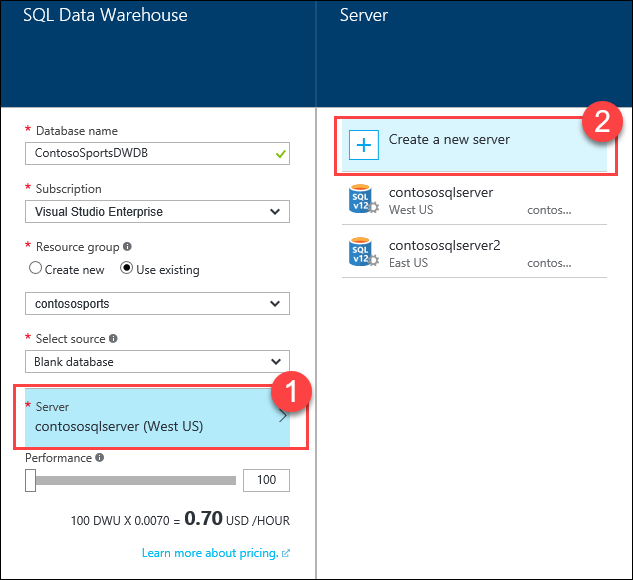 SQL Data Warehouse
* Database name
ContosoSportsDWDB
* Subscription
Visual Studio Enterprise
* Resource group
Create new
Use existing
contososports
* Select source
Blank database
1
* Server
contososqlserver (West US)
Performance
100
100 DWU X 0.0070 = 0.70 USD /HOUR
Learn more about pricing.
Server
2
Create a new server
SQL
v12
contososqlserver
West US
contos...
SQL
v12
contososqlserver2
East US
contos...